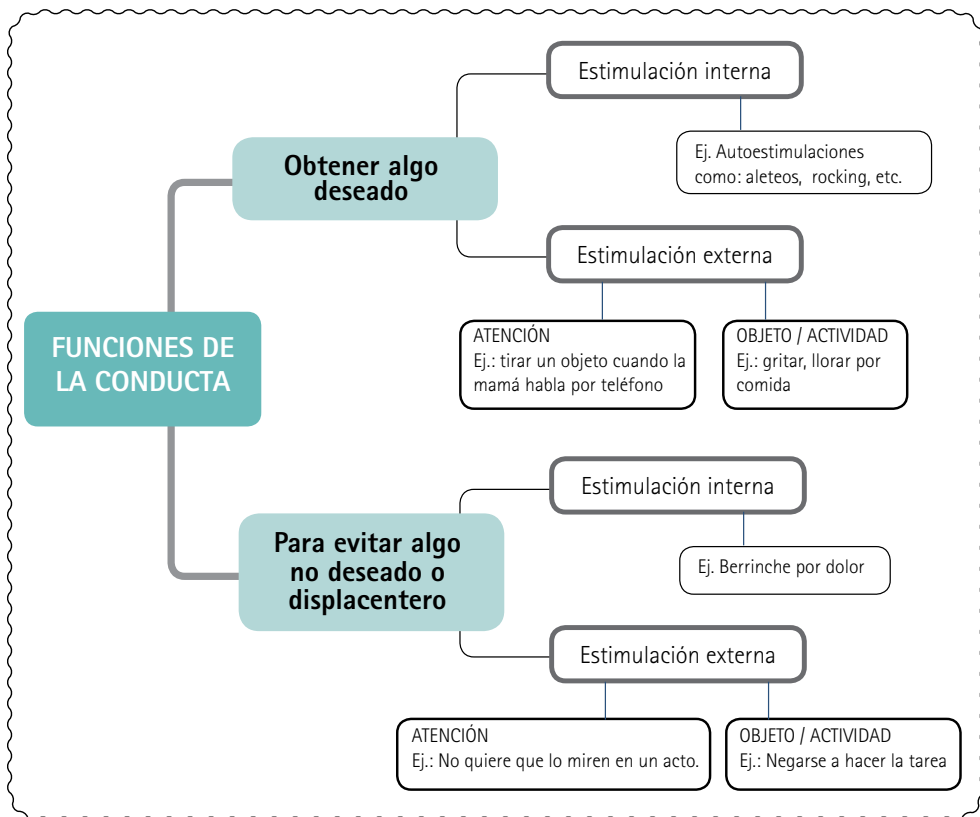 Estimulación interna
Ej. Autoestimulaciones
como: aleteos, rocking, etc.
Obtener algo
deseado
Estimulación externa
ATENCIÓN
Ej.: tirar un objeto cuando la
mamá habla por teléfono
OBJETO / ACTIVIDAD
Ej.: gritar, llorar por
comida
FUNCIONES DE
LA CONDUCTA
Estimulación interna
Ej. Berrinche por dolor
Para evitar algo
no deseado o
displacentero
Estimulación externa
ATENCIÓN
Ej.: No quiere que lo miren en un acto.
OBJETO / ACTIVIDAD
Ej.: Negarse a hacer la tarea